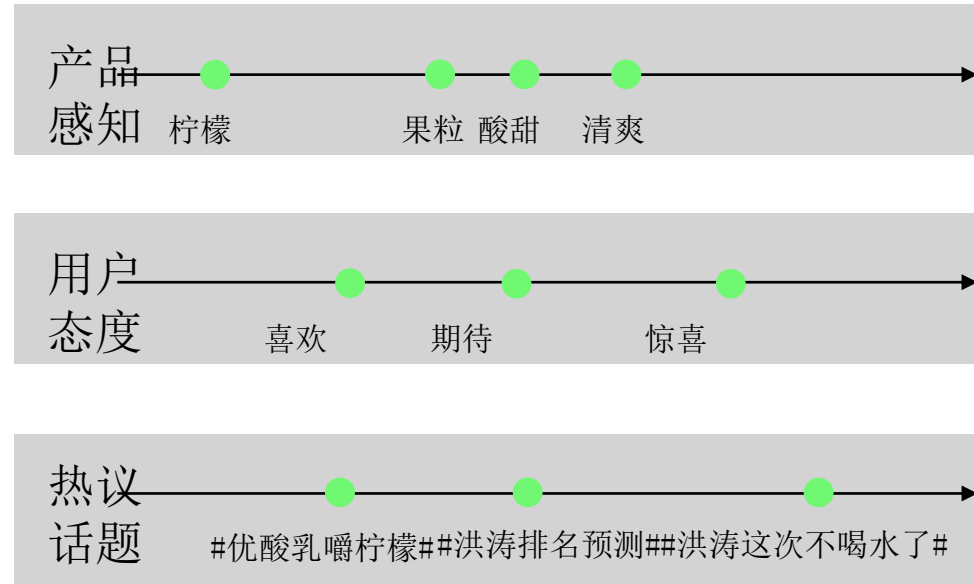 产品
感知
柠檬 果粒 酸甜 清爽
用户
态度
喜欢 期待 惊喜
热议
话题
#优酸乳嚼柠檬##洪涛排名预测##洪涛这次不喝水了#